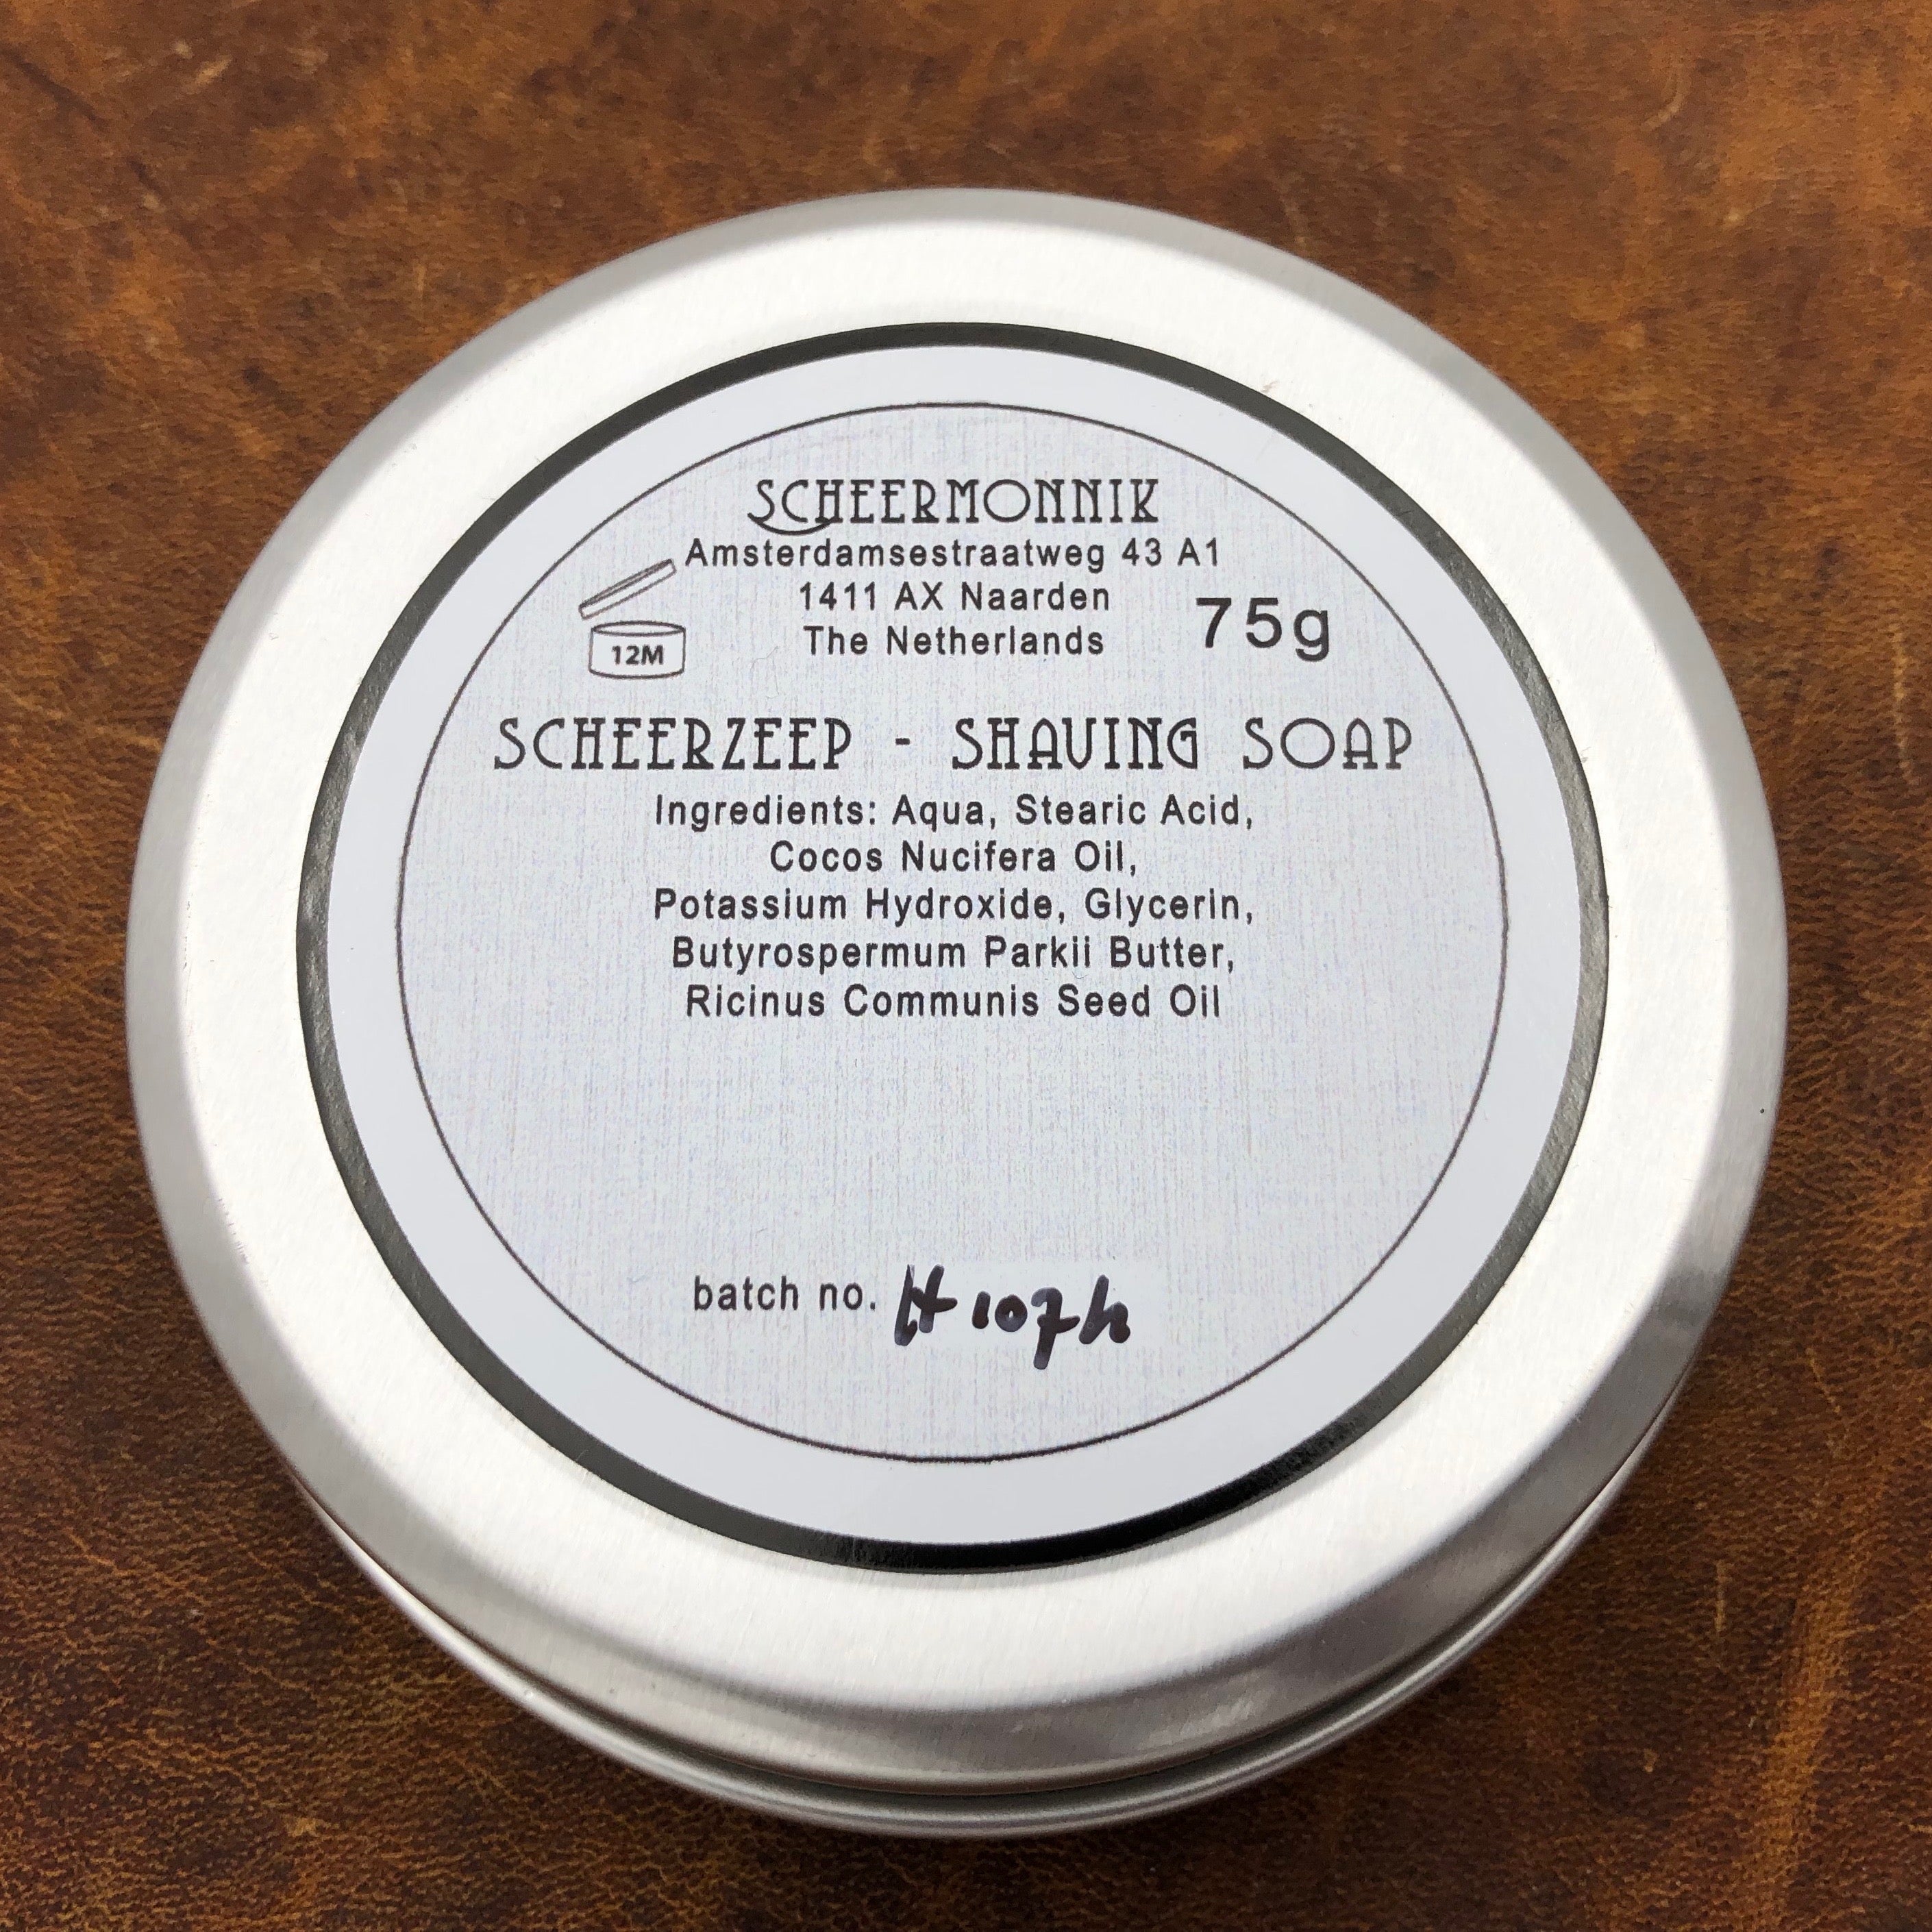 SCHEERMONNIK
Amsterdamsestraatweg 43 A1
1411 AX Naarden
The Netherlands
12M
75g
SCHEERZEEP - SHAVING SOAP
Ingredients: Aqua, Stearic Acid,
Cocos Nucifera Oil,
Potassium Hydroxide, Glycerin,
Butyrospermum Parkii Butter,
Ricinus Communis Seed Oil
batch no. H107h